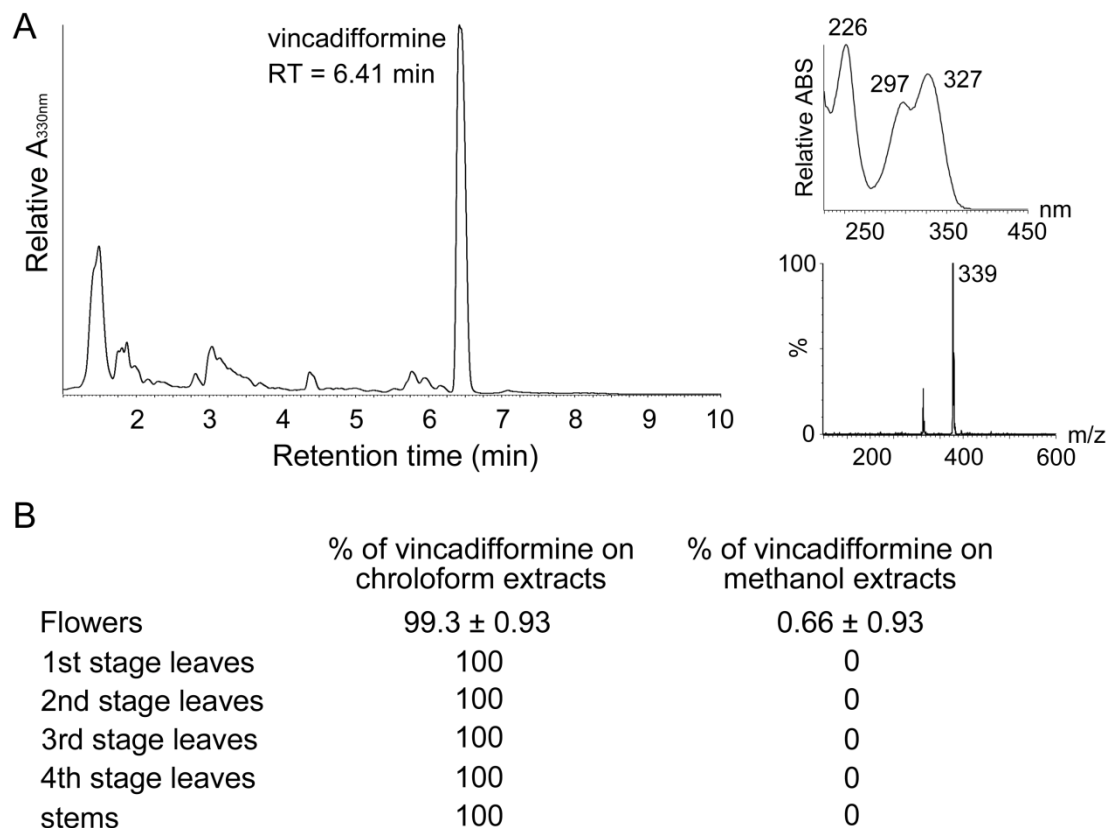 A
vincadifformine
RT = 6.41 min
Relative A330nm
2 3 4 5 6 7 8 9 10
Retention time (min)
226
297
327
Relative ABS
nm
250 350 450
100
339
%
0
m/z
200 400 600
B
% of vincadifformine on chroloform extracts
% of vincadifformine on methanol extracts
Flowers 99.3 ± 0.93 0.66 ± 0.93
1st stage leaves 100 0
2nd stage leaves 100 0
3rd stage leaves 100 0
4th stage leaves 100 0
stems 100 0